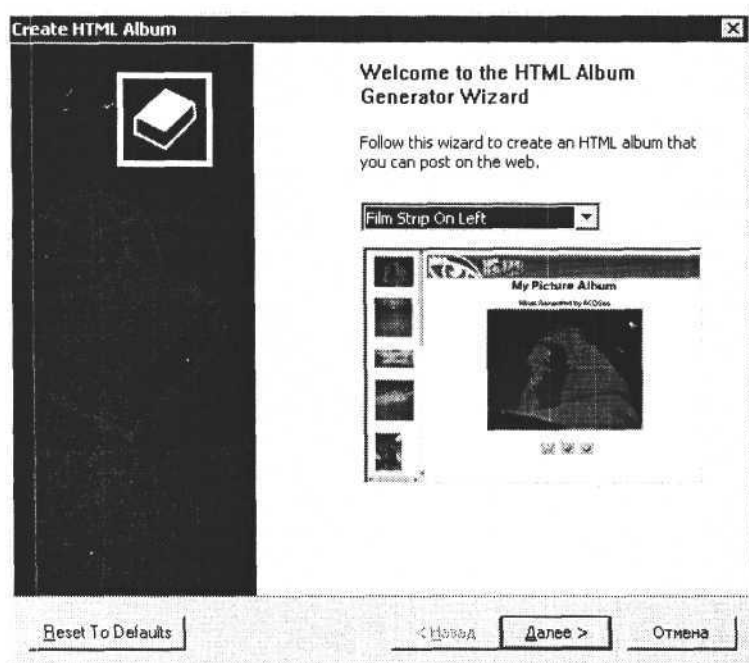 Create HTML Album
Welcome to the HTML Album
Generator Wizard
Follow this wizard to create an HTML album that
you can post on the web.
Film Strip On Left
My Picture Album
Reset To Defaults
< Назад
Далее >
Отмена